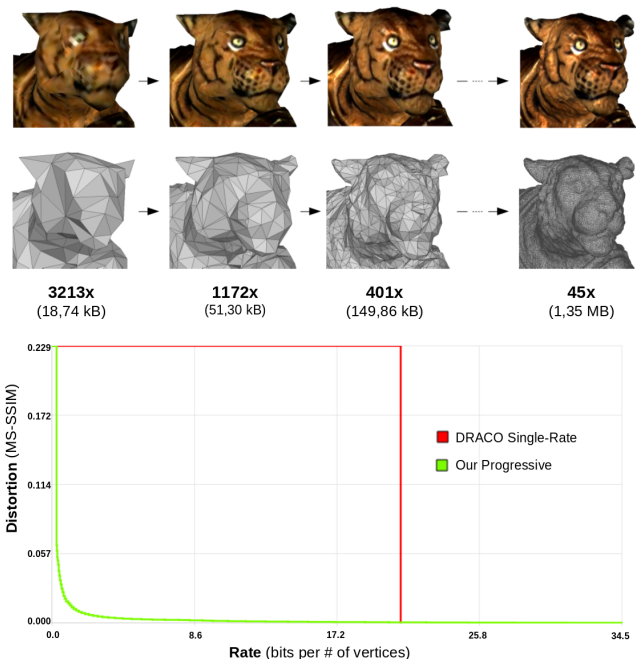 3213x 1172x 401x 45x
(18,74 kB) (51,30 kB) (149,86 kB) (1,35 MB)
0.229
0.172
0.114
0.057
0.000
Distortion (MS-SSIM)
DRACO Single-Rate
Our Progressive
0.0 8.6 17.2 25.8 34.5
Rate (bits per # of vertices)